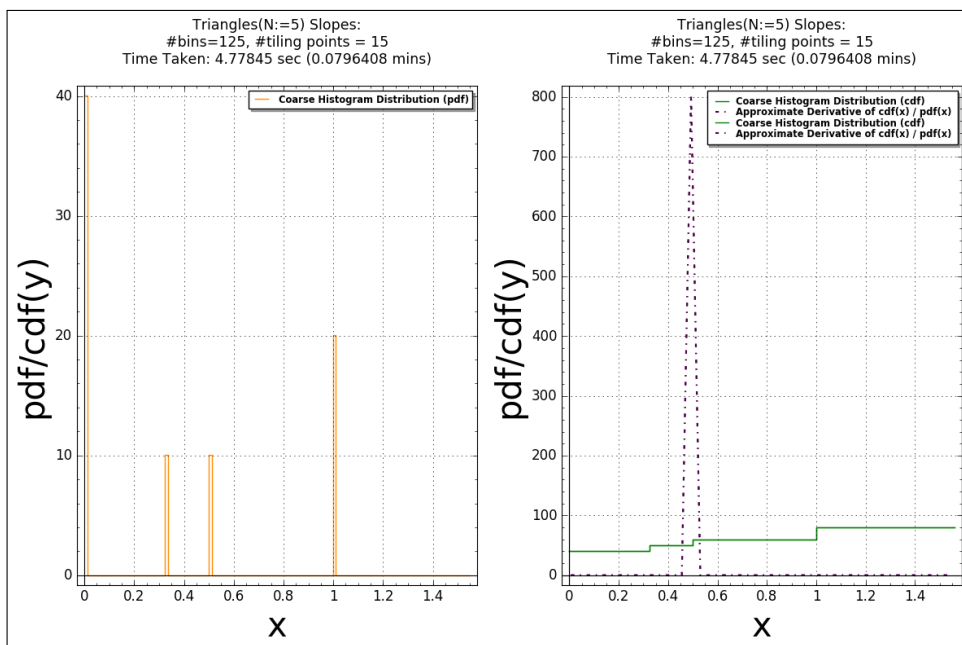 Triangles(N:=5) Slopes:
#bins=125, #tiling points = 15
Time Taken: 4.77845 sec (0.0796408 mins)
Coarse Histogram Distribution (pdf)
40
30
20
10
0
pdf/cdf(y)
0 0.2 0.4 0.6 0.8 1 1.2 1.4
x
Triangles(N:=5) Slopes:
#bins=125, #tiling points = 15
Time Taken: 4.77845 sec (0.0796408 mins)
Coarse Histogram Distribution (cdf)
Approximate Derivative of cdf(x) / pdf(x)
Coarse Histogram Distribution (cdf)
Approximate Derivative of cdf(x) / pdf(x)
800
700
600
500
400
300
200
100
0
pdf/cdf(y)
0 0.2 0.4 0.6 0.8 1 1.2 1.4
x